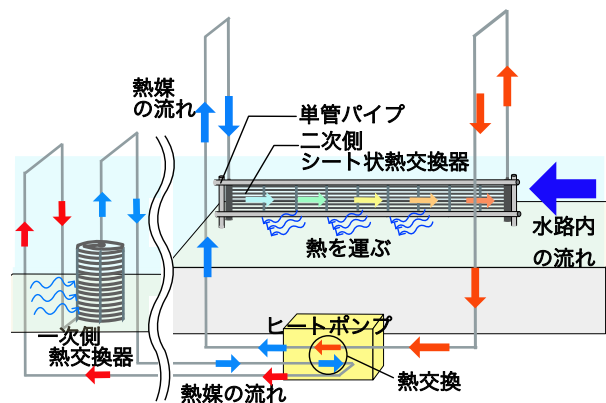 熱媒
の流れ
単管パイプ
二次側
シート状熱交換器
水路内
の流れ
熱を運ぶ
ヒートポンプ
一次側
熱交換器
熱交換
熱媒の流れ